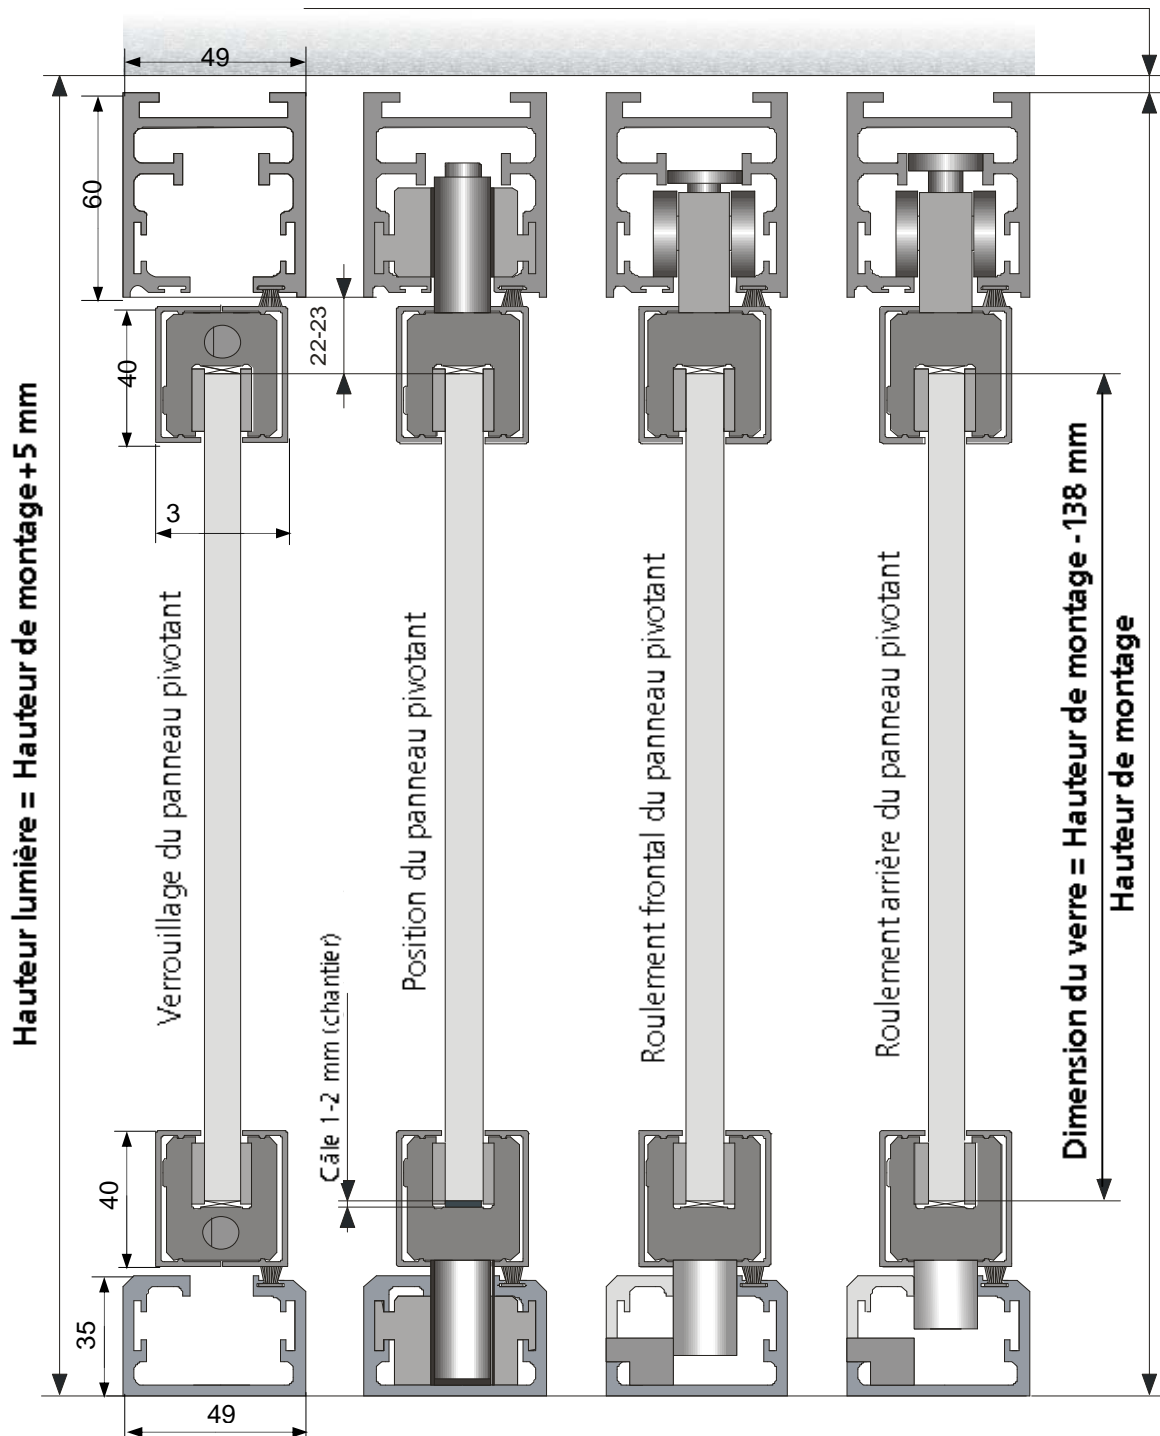 49
60
22-23
40
3
Hauteur lumière = Hauteur de montage+5 mm
Verrouillage du panneau pivotant
Position du panneau pivotant
Roulement frontal du panneau pivotant
Roulement arrière du panneau pivotant
Dimension du verre = Hauteur de montage -138 mm
Hauteur de montage
Câle 1-2 mm (chantier)
40
35
49